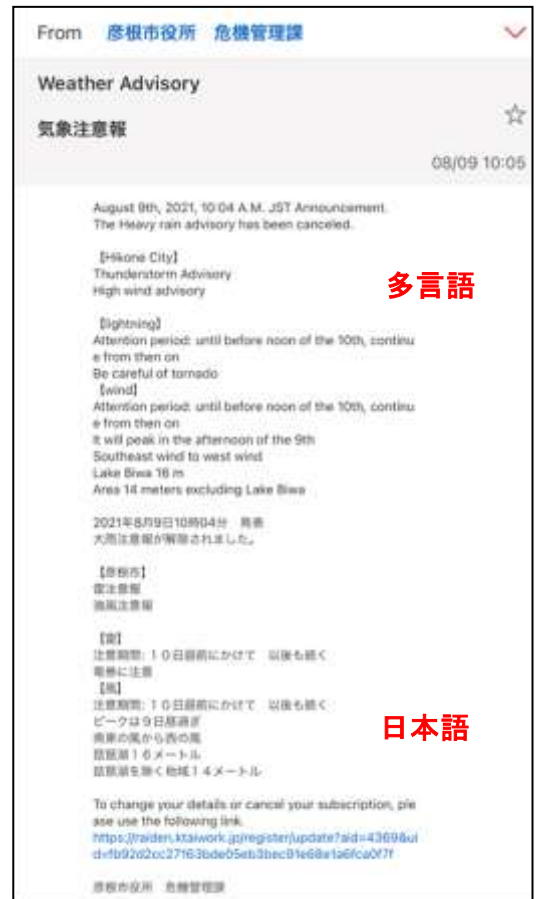 From 彦根市役所 危機管理課
Weather Advisory
気象注意報
08/09 10:05
August 9th, 2021, 10:04 A.M. JST Announcement.
The Heavy rain advisory has been canceled.
【Hikone City】
Thunderstorm Advisory
High wind advisory
多言語
【lightning】
Attention period: until before noon of the 10th, continu
e from then on
Be careful of tornado
【wind】
Attention period: until before noon of the 10th, continu
e from then on
It will peak in the afternoon of the 9th
Southeast wind to west wind
Lake Biwa 16 m
Area 14 meters excluding Lake Biwa
2021年8月9日10時04分 発表
大雨注意報が解除されました。
【彦根市】
雷注意報
強風注意報
【雷】
注意期間:10日昼前にかけて 以後も続く
竜巻に注意
【風】
注意期間:10日昼前にかけて 以後も続く
ピークは9日昼過ぎ
南東の風から西の風
日本語
琵琶湖16メートル
琵琶湖を除く地域14メートル
To change your details or cancel your subscription, ple
ase use the following link.
https://raiden.ktaiwork.jp/register/update?aid=4369&ui
d=fb92d2cc27163bde05eb3bec91e68e1a6fca0f7f
彦根市役所 危機管理課